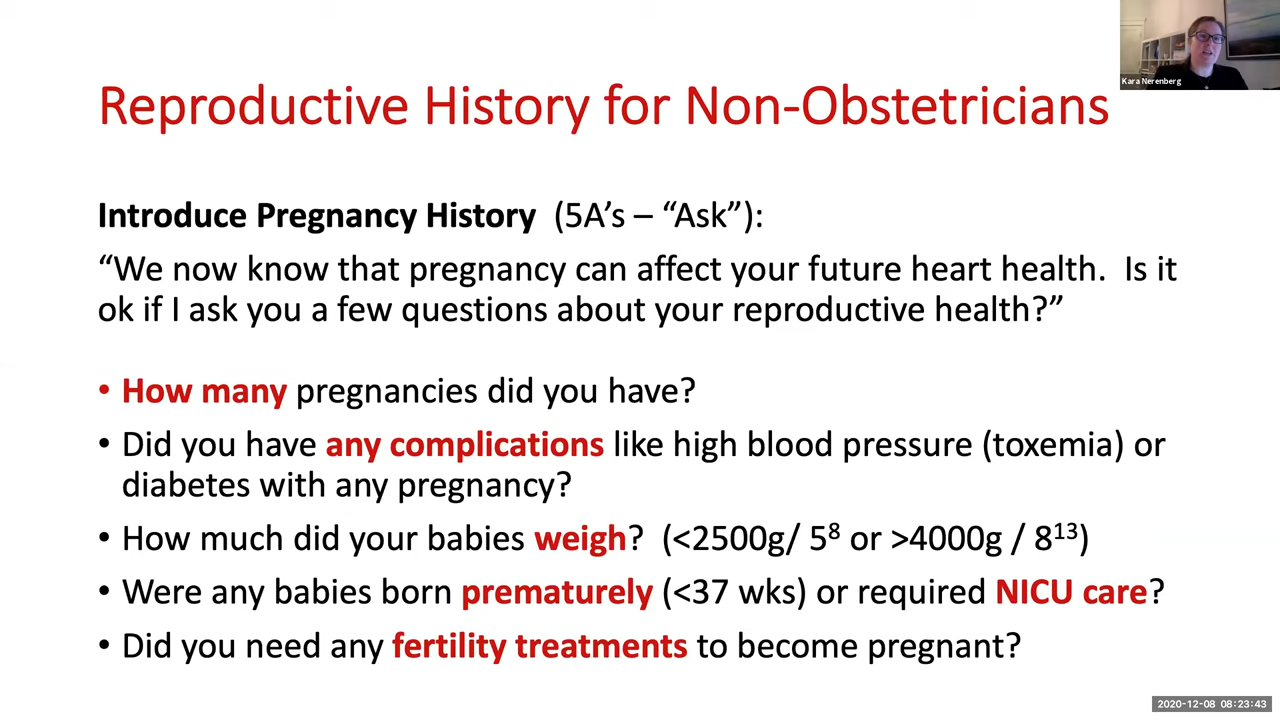 Kara Nerenberg
Reproductive History for Non-Obstetricians
Introduce Pregnancy History (5A’s – “Ask”):
“We now know that pregnancy can affect your future heart health. Is it
ok if I ask you a few questions about your reproductive health?”
• How many pregnancies did you have?
• Did you have any complications like high blood pressure (toxemia) or
diabetes with any pregnancy?
• How much did your babies weigh? (<2500g/ 5⁸ or >4000g / 8¹³)
• Were any babies born prematurely (<37 wks) or required NICU care?
• Did you need any fertility treatments to become pregnant?
2020-12-08 08:23:43